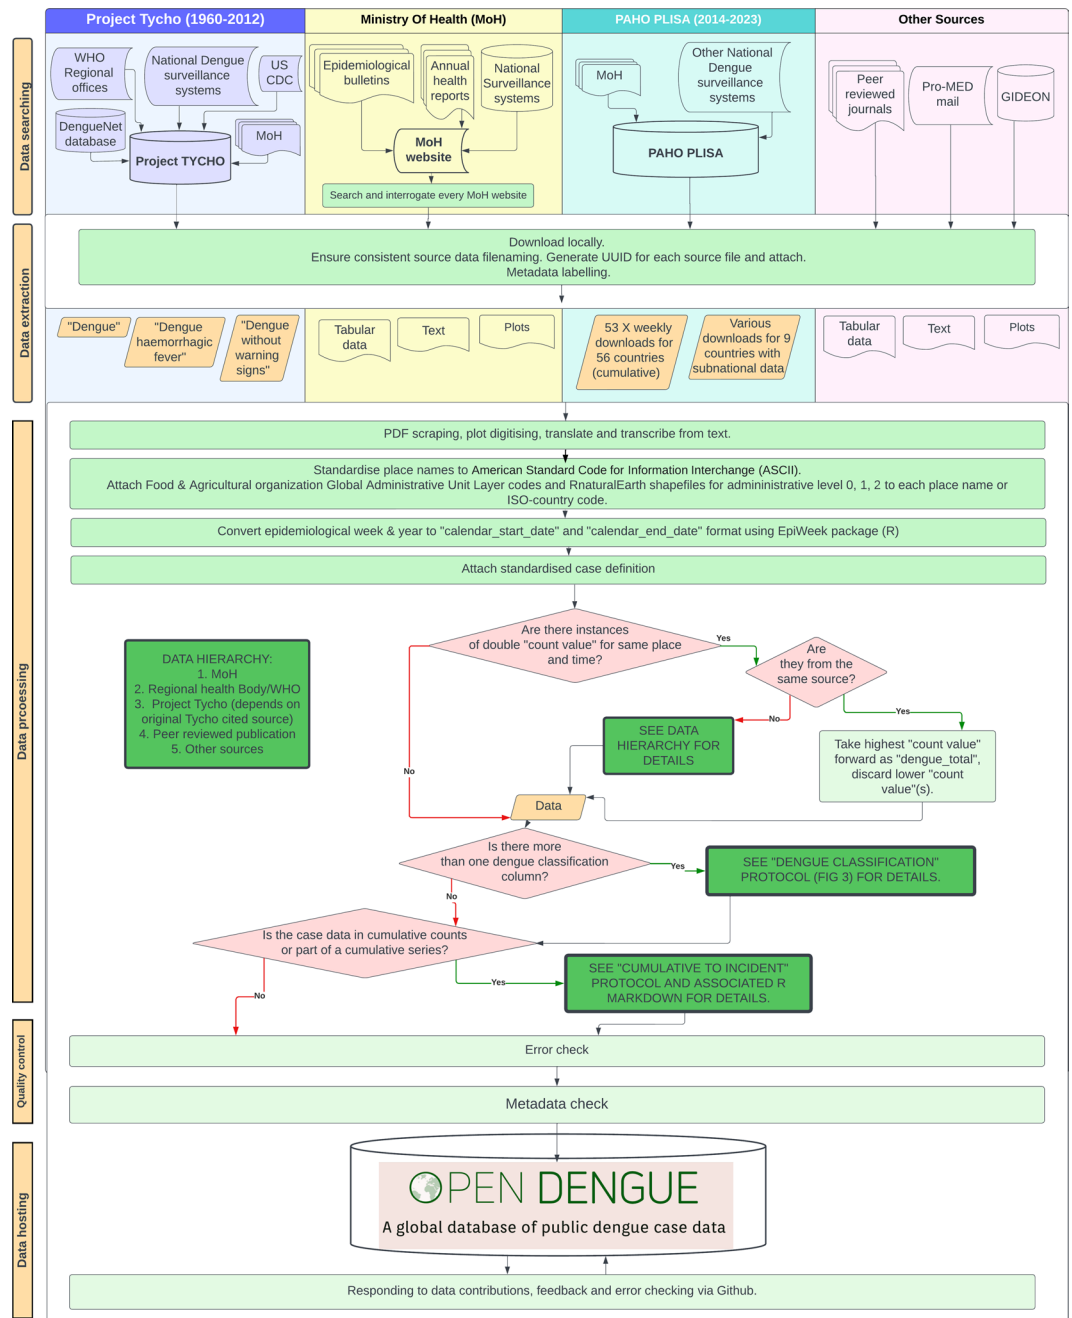 Project Tycho (1960-2012)
Ministry Of Health (MoH)
PAHO PLISA (2014-2023)
Other Sources
Data searching
WHO
Regional
offices
National Dengue
surveillance
systems
US
CDC
DengueNet
database
Project TYCHO
MoH
Epidemiological
bulletins
Annual
health
reports
National
Surveillance
systems
MoH
website
Search and interrogate every MoH website
MoH
Other National
Dengue
surveillance
systems
PAHO PLISA
Peer
reviewed
journals
Pro-MED
mail
GIDEON
Data extraction
Download locally.
Ensure consistent source data filenaming. Generate UUID for each source file and attach.
Metadata labelling.
"Dengue"
"Dengue
haemorrhagic
fever"
"Dengue
without
warning
signs"
Tabular
data
Text
Plots
53 X weekly
downloads for
56 countries
(cumulative)
Various
downloads for 9
countries with
subnational data
Tabular
data
Text
Plots
Data prcoessing
PDF scraping, plot digitising, translate and transcribe from text.
Standardise place names to American Standard Code for Information Interchange (ASCII).
Attach Food & Agricultural organization Global Administrative Unit Layer codes and RnaturalEarth shapefiles for admininistrative level 0, 1, 2 to each place name or
ISO-country code.
Convert epidemiological week & year to "calendar_start_date" and "calendar_end_date" format using EpiWeek package (R)
Attach standardised case definition
Are there instances
of double "count value" for same place
and time?
Yes
Are
they from the
same source?
DATA HIERARCHY:
1. MoH
2. Regional health Body/WHO
3. Project Tycho (depends on
original Tycho cited source)
4. Peer reviewed publication
5. Other sources
No
Yes
SEE DATA
HIERARCHY FOR
DETAILS
Take highest "count value"
forward as "dengue_total",
discard lower "count
value"(s).
No
Data
Is there more
than one dengue classification
column?
Yes
SEE "DENGUE CLASSIFICATION"
PROTOCOL (FIG 3) FOR DETAILS.
No
Is the case data in cumulative counts
or part of a cumulative series?
Yes
SEE "CUMULATIVE TO INCIDENT"
PROTOCOL AND ASSOCIATED R
MARKDOWN FOR DETAILS.
No
Quality control
Error check
Metadata check
Data hosting
OPEN DENGUE
A global database of public dengue case data
Responding to data contributions, feedback and error checking via Github.